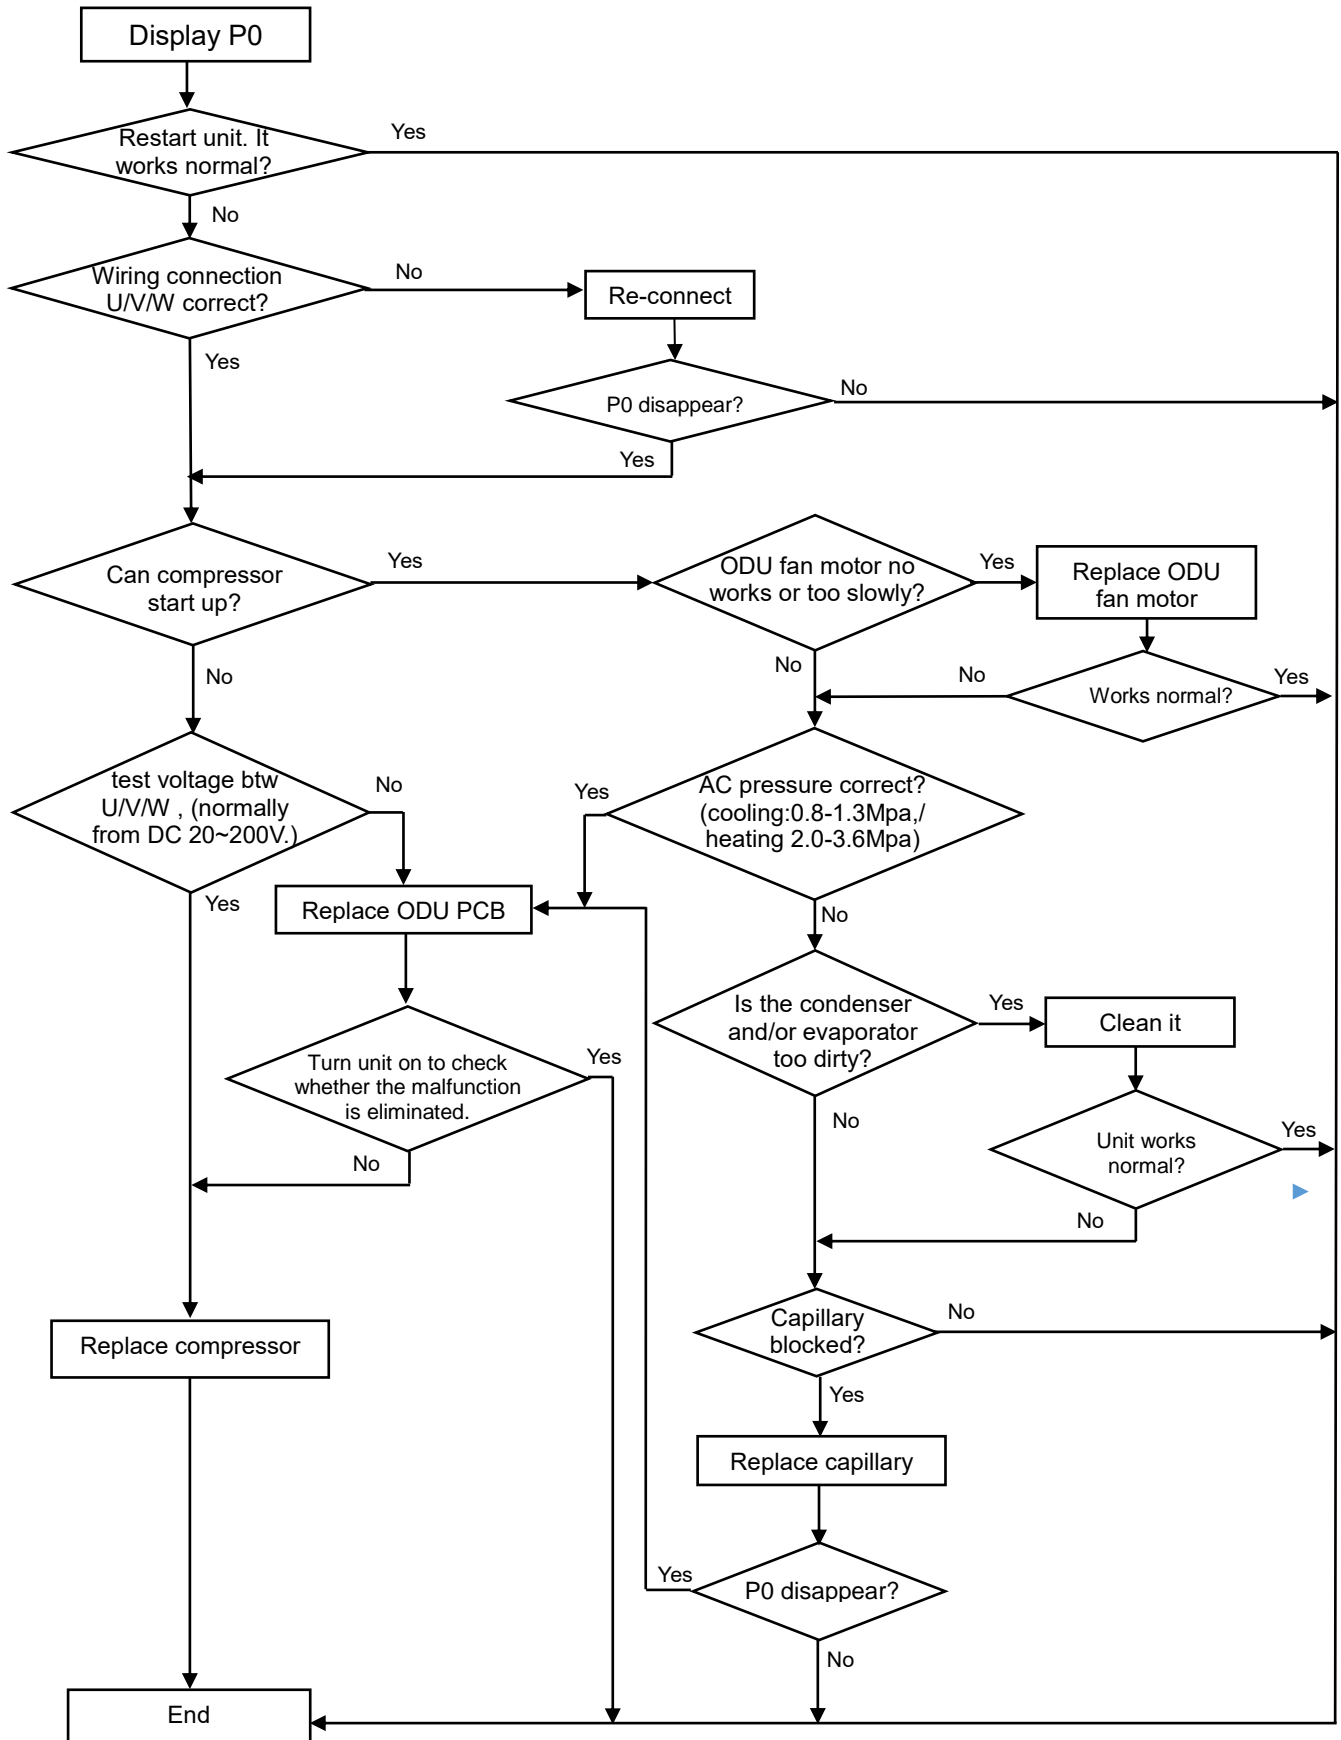 Display P0
Restart unit. It
works normal?
Yes
No
Wiring connection
U/V/W correct?
No
Re-connect
Yes
P0 disappear?
No
Yes
Can compressor
start up?
Yes
ODU fan motor no
works or too slowly?
Yes
Replace ODU
fan motor
No
No
No
Works normal?
Yes
test voltage btw
U/V/W , (normally
from DC 20~200V.)
No
Yes
AC pressure correct?
(cooling:0.8-1.3Mpa,/
heating 2.0-3.6Mpa)
Yes
Replace ODU PCB
No
Is the condenser
and/or evaporator
too dirty?
Yes
Clean it
Turn unit on to check
whether the malfunction
is eliminated.
Yes
No
No
Unit works
normal?
Yes
No
Capillary
blocked?
No
Replace compressor
Yes
Replace capillary
Yes
P0 disappear?
No
End